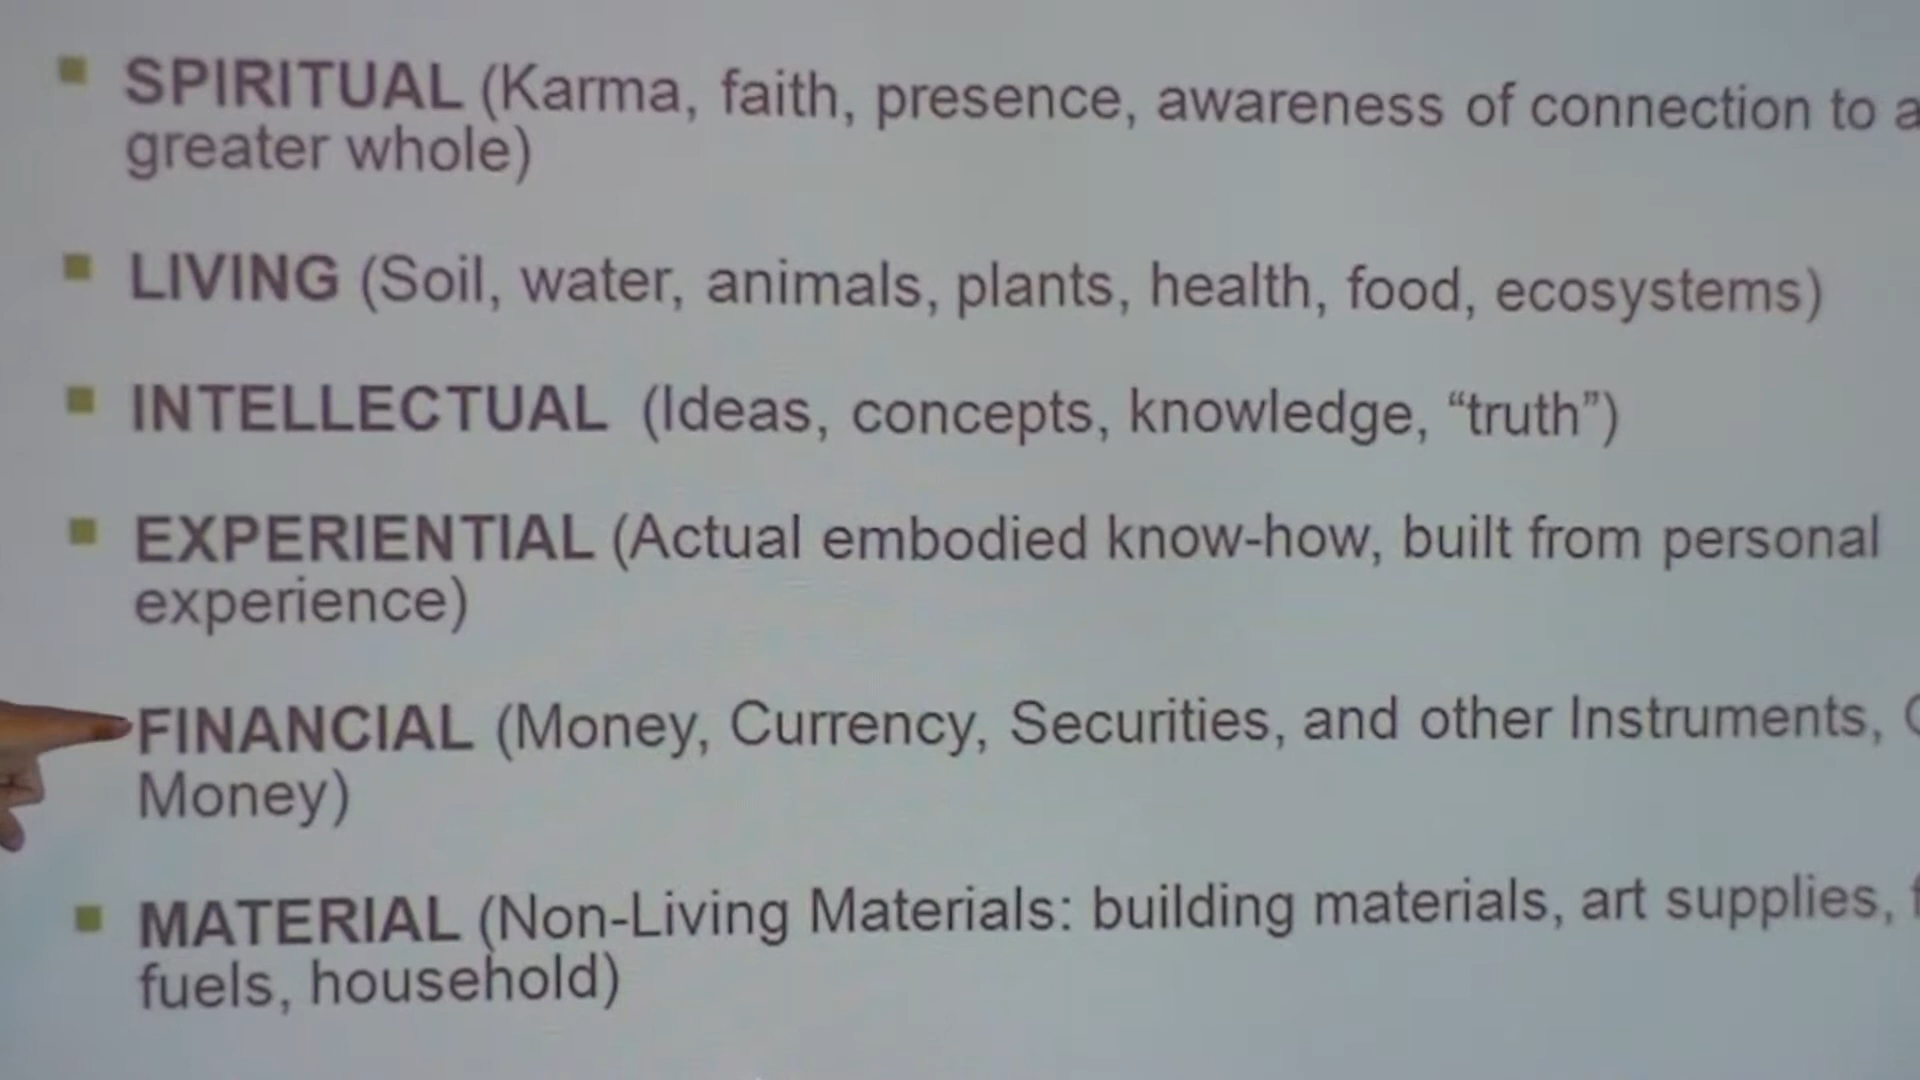 SPIRITUAL (Karma, faith, presence, awareness of connection to a
greater whole)
LIVING (Soil, water, animals, plants, health, food, ecosystems)
INTELLECTUAL (Ideas, concepts, knowledge, “truth”)
EXPERIENTIAL (Actual embodied know-how, built from personal
experience)
FINANCIAL (Money, Currency, Securities, and other Instruments,
Money)
MATERIAL (Non-Living Materials: building materials, art supplies,
fuels, household)